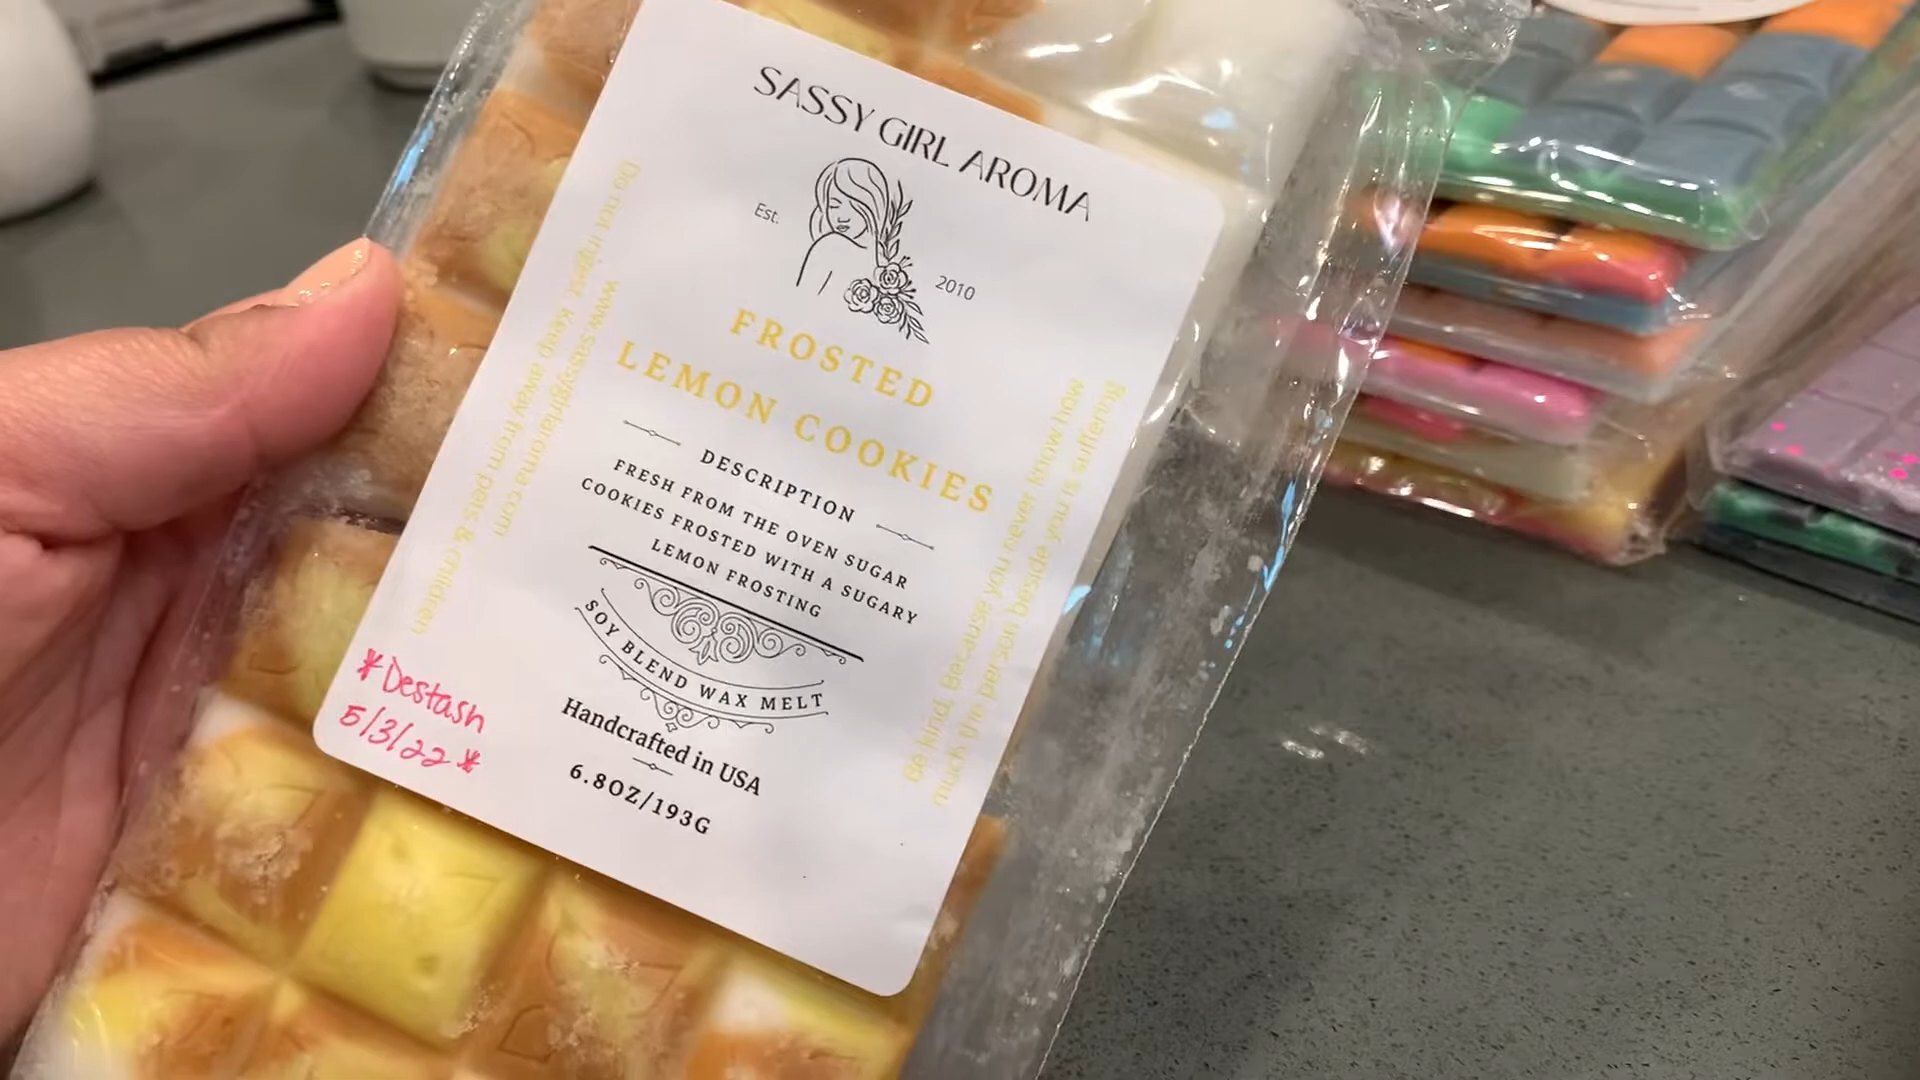 SASSY GIRL AROMA
Est.
2010
FROSTED
LEMON COOKIES
DESCRIPTION
FRESH FROM THE OVEN SUGAR
COOKIES FROSTED WITH A SUGARY
LEMON FROSTING
SOY BLEND WAX MELT
Handcrafted in USA
6.8OZ/193G
*Destash
5/3/22*
Do not ingest. Keep away from pets & children
www.sassygirlaroma.com
Be kind. Because you never know how
much the person beside you is suffering